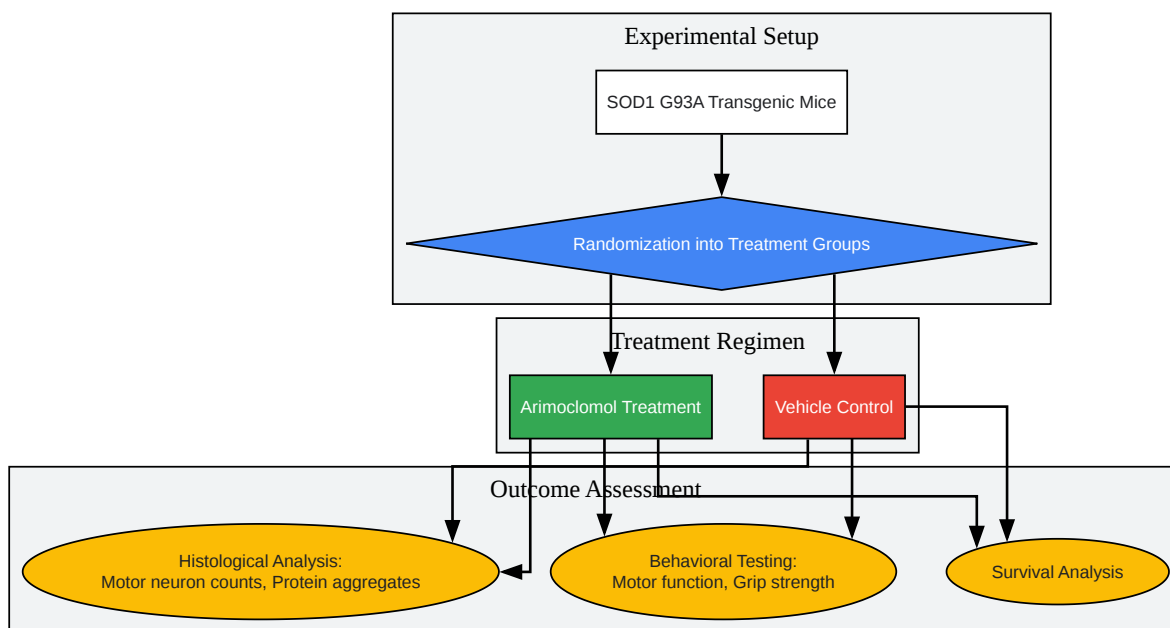 Experimental Setup
SOD1 G93A Transgenic Mice
Randomization into Treatment Groups
Treatment Regimen
Arimoclomol Treatment
Vehicle Control
Outcome Assessment
Histological Analysis:
Motor neuron counts, Protein aggregates
Behavioral Testing:
Motor function, Grip strength
Survival Analysis